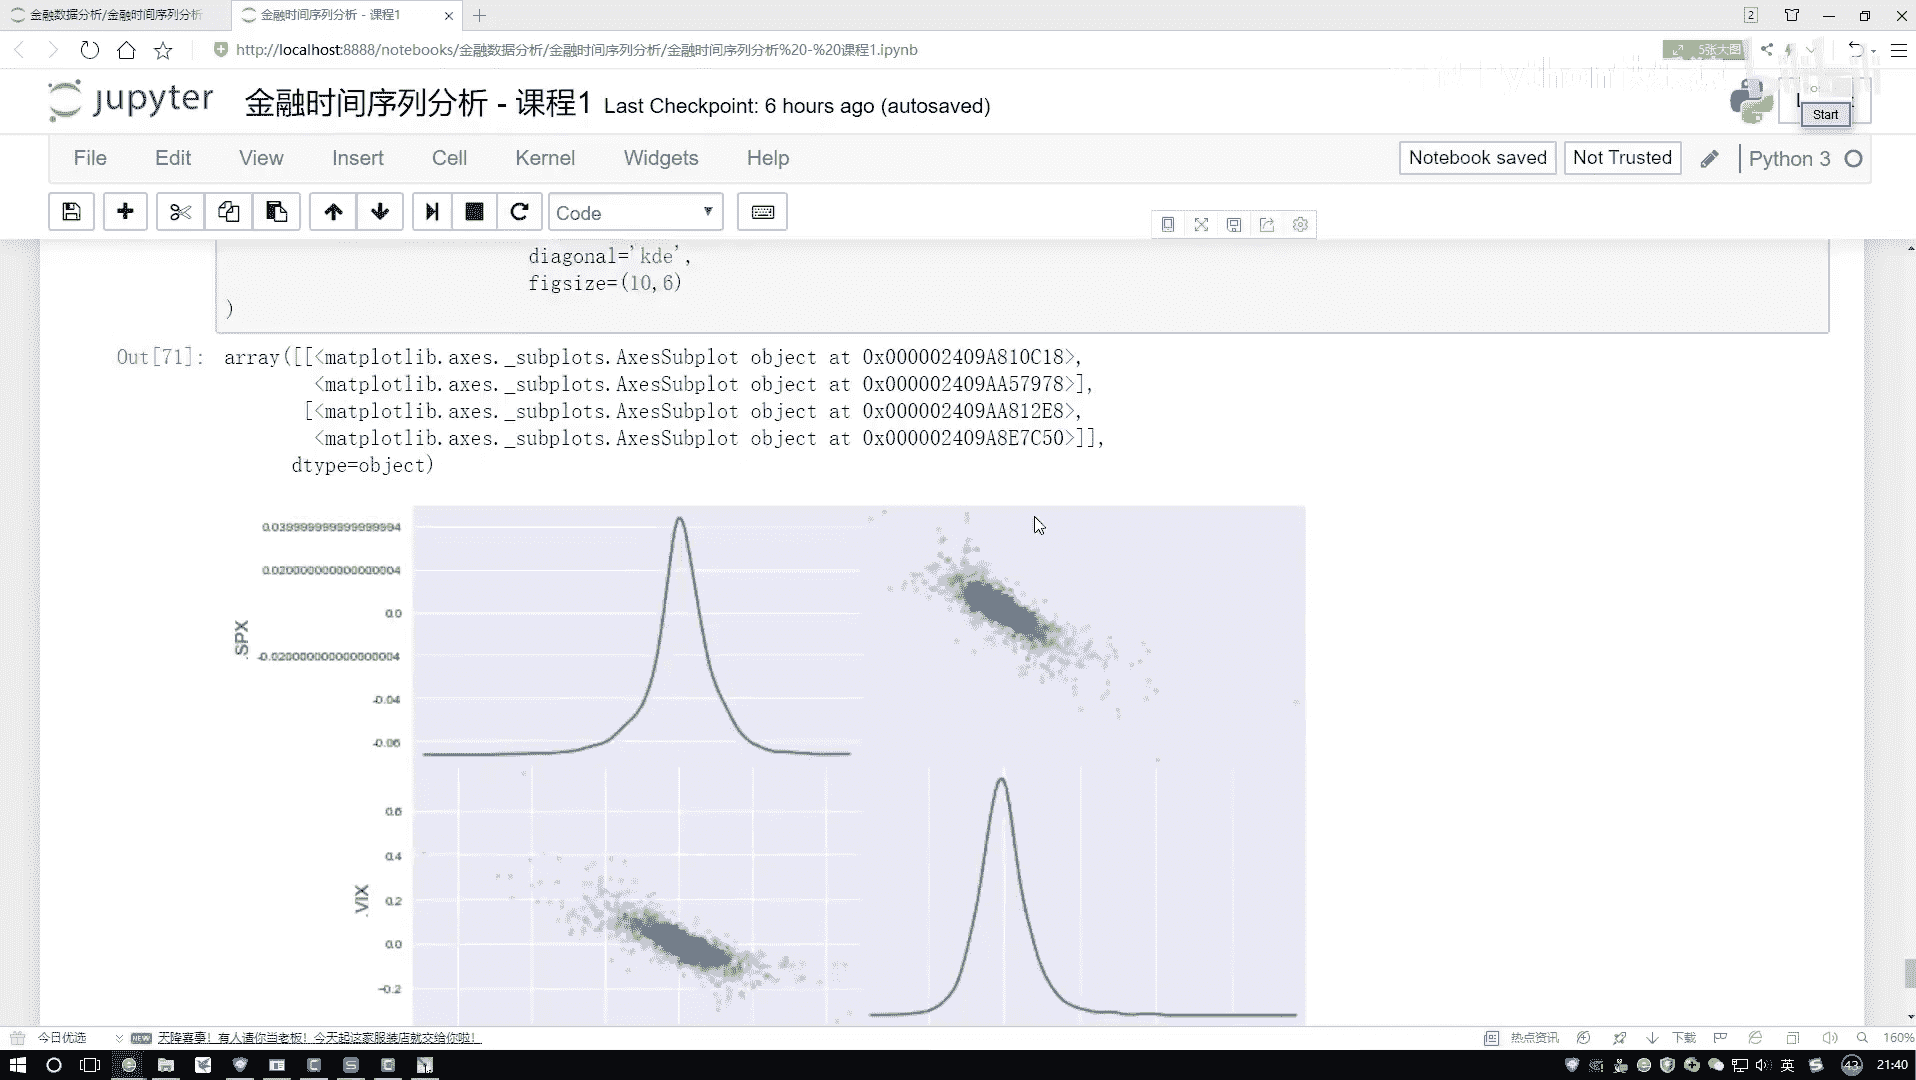 金融数据分析/金融时间序列分析
金融时间序列分析 - 课程1
2
http://localhost:8888/notebooks/金融数据分析/金融时间序列分析/金融时间序列分析%20-%20课程1.ipynb
5张大图
jupyter 金融时间序列分析 - 课程1 Last Checkpoint: 6 hours ago (autosaved)
Start
File Edit View Insert Cell Kernel Widgets Help
Notebook saved Not Trusted Python 3
Code
diagonal='kde',
figsize=(10,6)
)
Out[71]: array([[<matplotlib.axes._subplots.AxesSubplot object at 0x000002409A810C18>,
<matplotlib.axes._subplots.AxesSubplot object at 0x000002409AA57978>],
[<matplotlib.axes._subplots.AxesSubplot object at 0x000002409AA812E8>,
<matplotlib.axes._subplots.AxesSubplot object at 0x000002409A8E7C50>]],
dtype=object)
0.020000000000000004
0.0
.SPX
-0.020000000000000004
-0.04
-0.06
0.6
0.4
.VIX
0.2
0.0
-0.2
今日优选
NEW
天降喜事！有人请你当老板！今天起这家服装店就交给你啦！
热点资讯
下载
160%
英
43
21:40